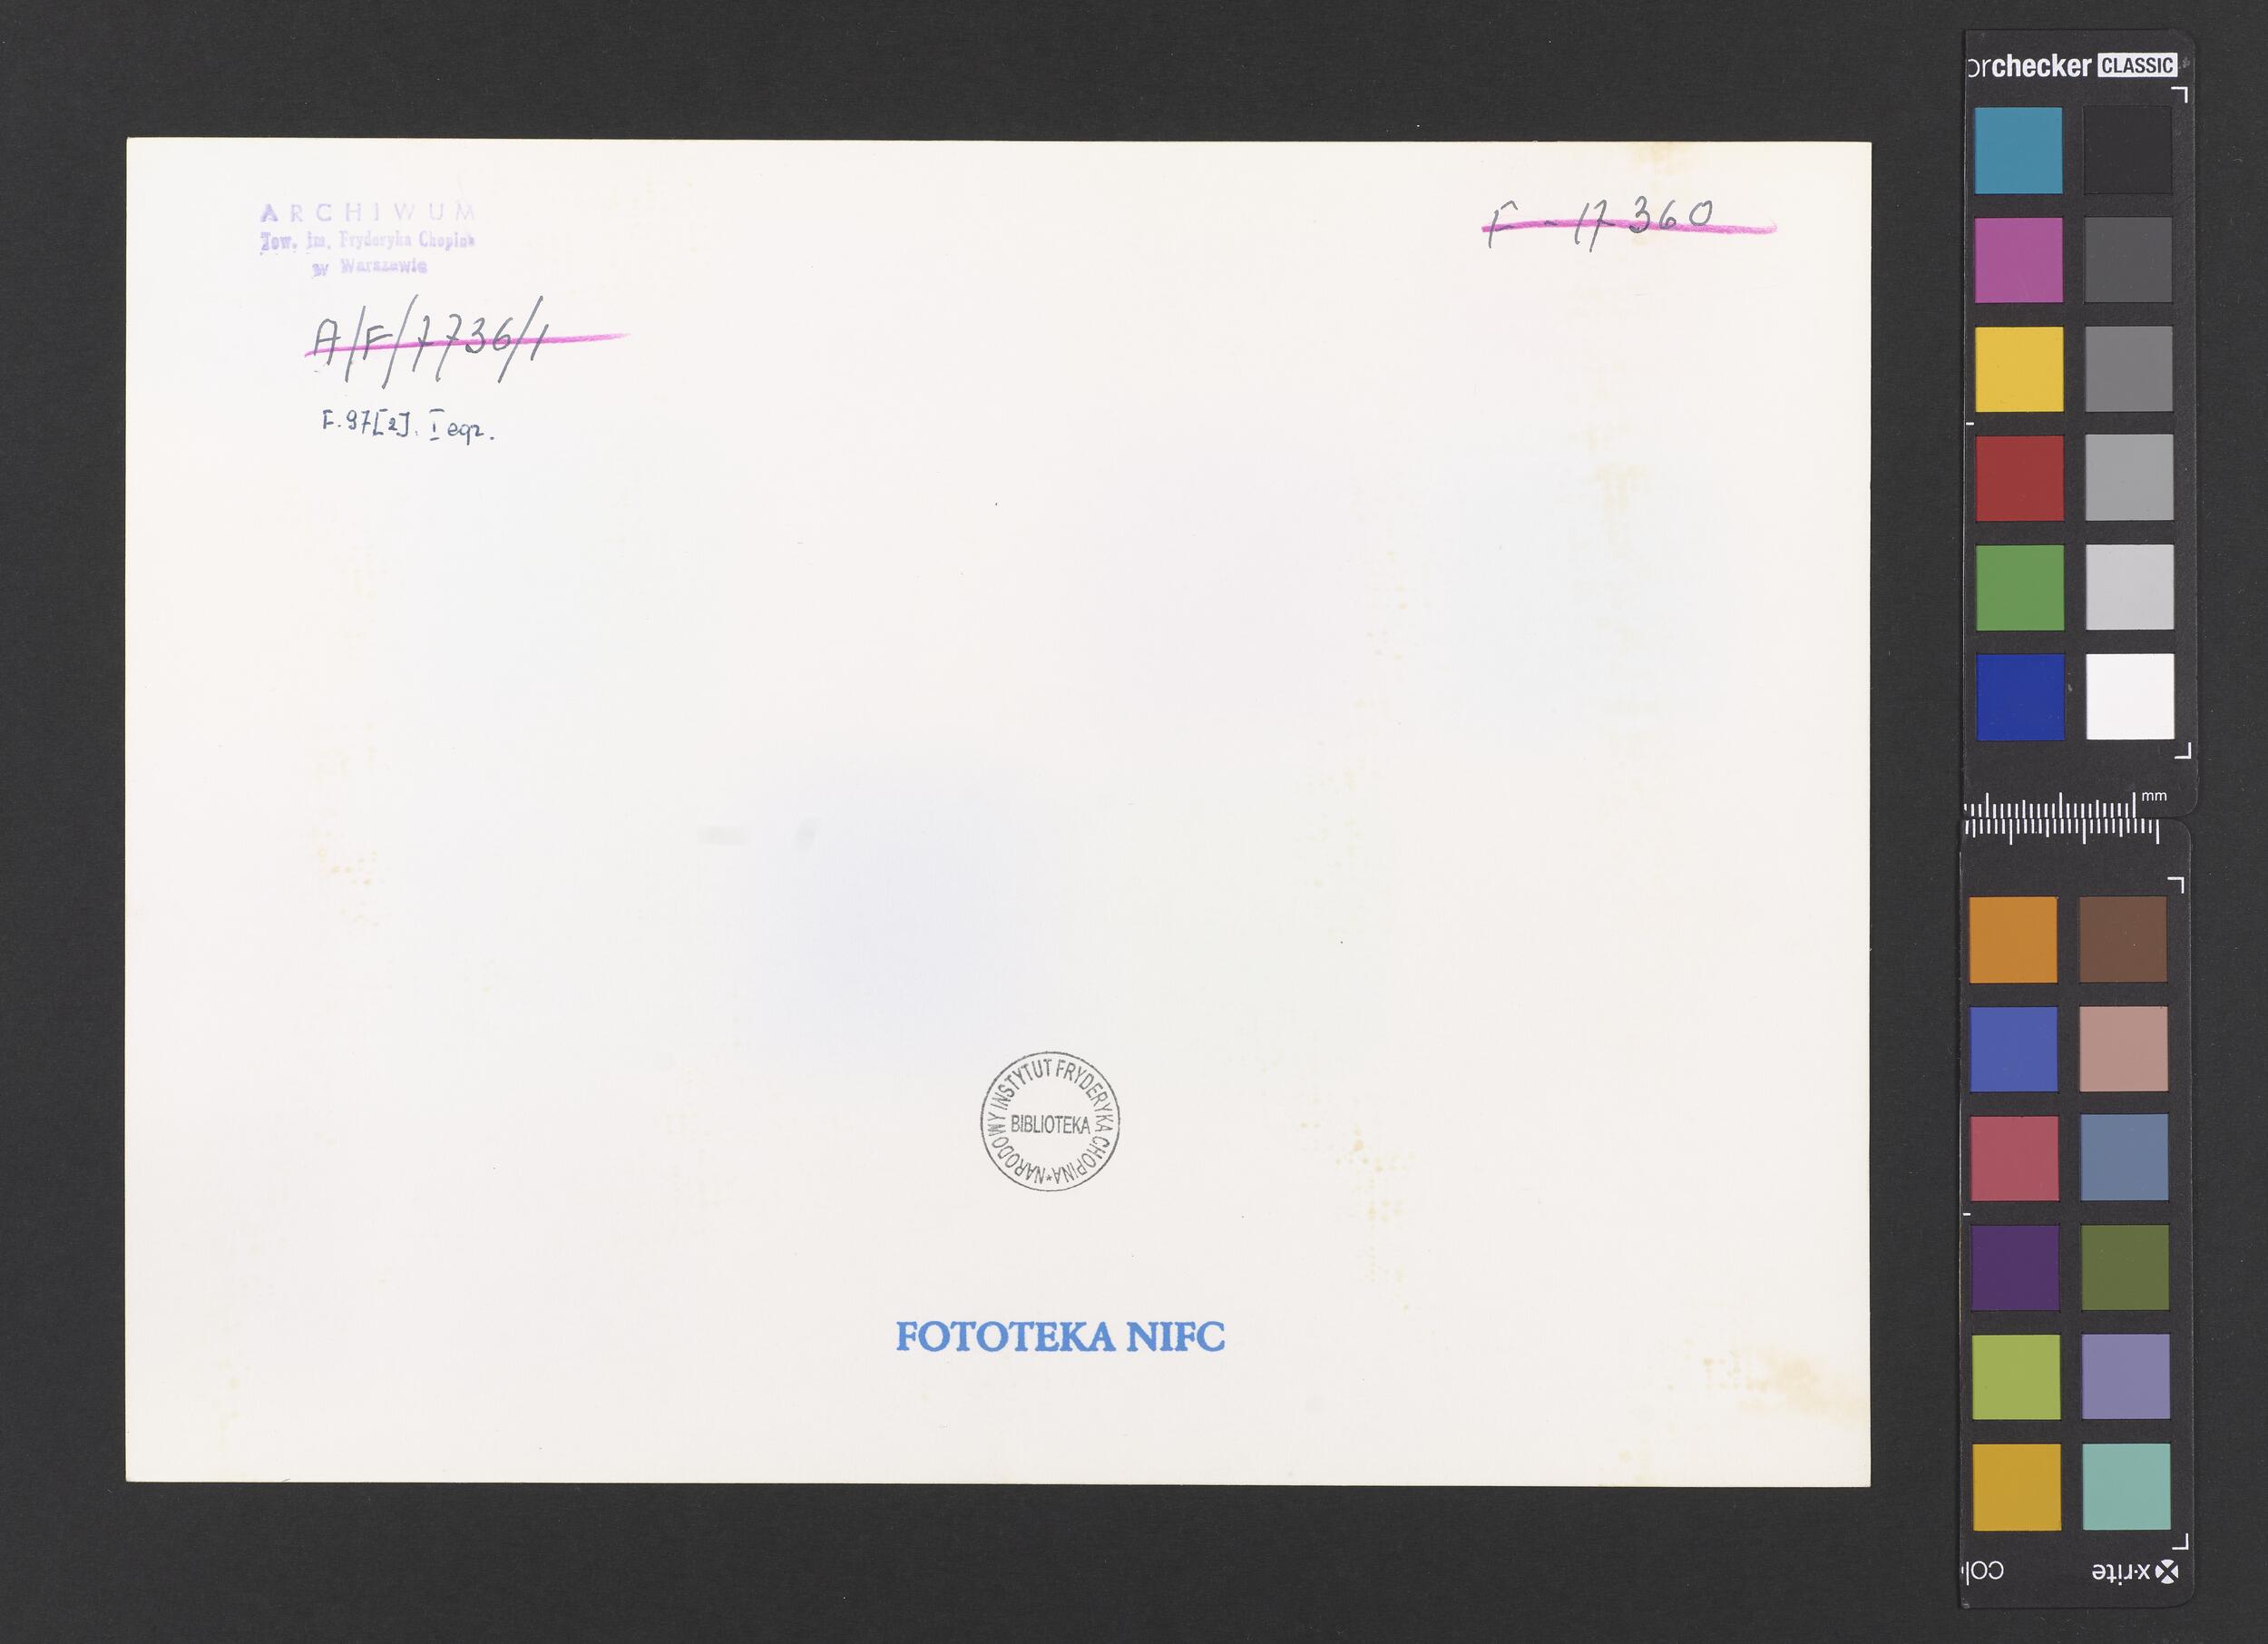 ARCHIWUM
Tow. im. Fryderyka Chopina
w Warszawie
A/F/7736/1
F.97[2]. I egz.
F-17360
NARODOWY INSTYTUT FRYDERYKA CHOPINA*
BIBLIOTEKA
FOTOTEKA NIFC
orchecker CLASSIC
mm
x-rite
col